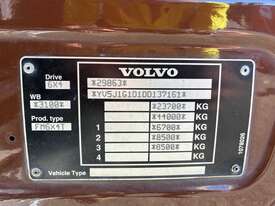 VOLVO
Drive
6X4
*29863*
WB
*3100*
*YV5J1G1D1DD137161*
Prod. type
FM6X4T
*23700* KG
*44000* KG
1 *6700* KG
2 *8500* KG
3 *8500* KG
4 KG
Vehicle Type